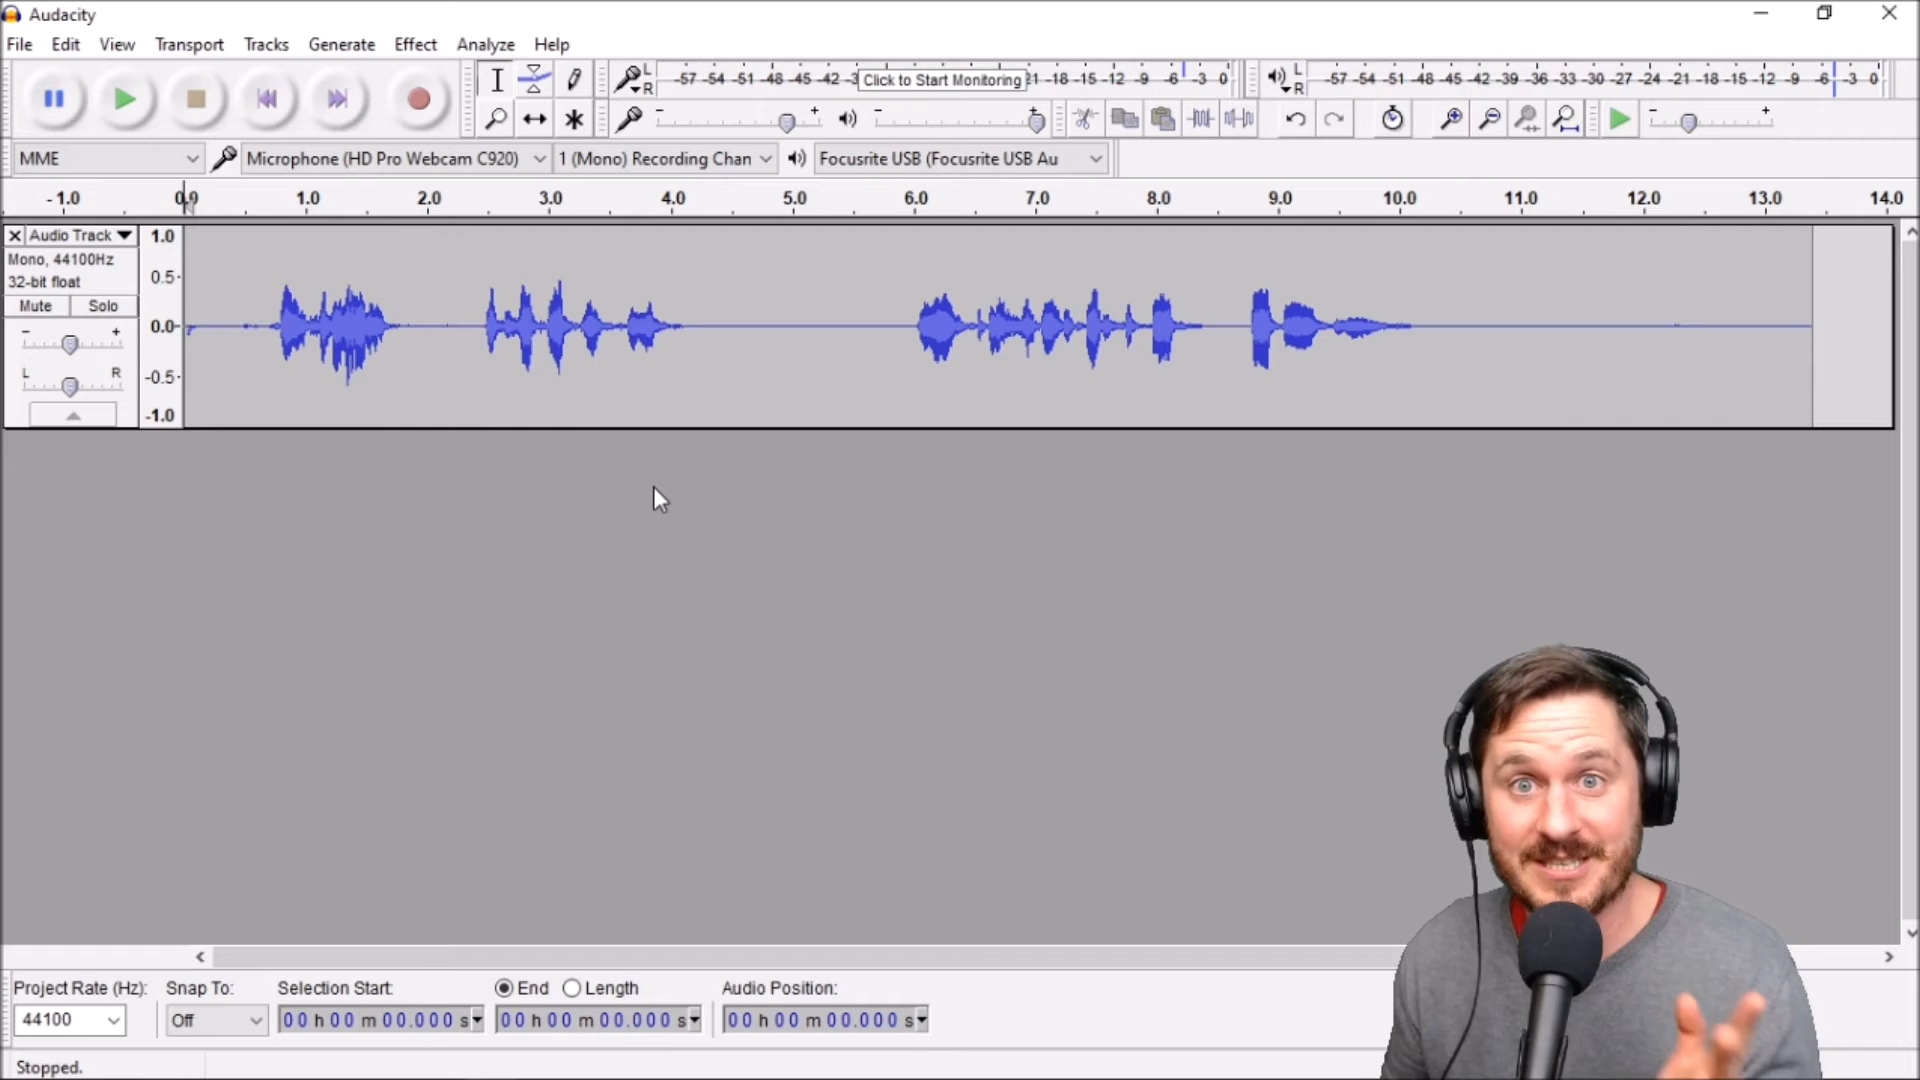 Audacity
File Edit View Transport Tracks Generate Effect Analyze Help
L
R
-57 -54 -51 -48 -45 -42 -3 Click to Start Monitoring 21 -18 -15 -12 -9 -6 -3 0
L
R
-57 -54 -51 -48 -45 -42 -39 -36 -33 -30 -27 -24 -21 -18 -15 -12 -9 -6 -3 0
- +
- +
- +
MME Microphone (HD Pro Webcam C920) 1 (Mono) Recording Chan Focusrite USB (Focusrite USB Au
-1.0 0.0 1.0 2.0 3.0 4.0 5.0 6.0 7.0 8.0 9.0 10.0 11.0 12.0 13.0 14.0
Audio Track
Mono, 44100Hz
32-bit float
Mute Solo
- +
L R
1.0
0.5
0.0
-0.5
-1.0
Project Rate (Hz): Snap To: Selection Start: End Length Audio Position:
44100 Off 00 h 00 m 00.000 s 00 h 00 m 00.000 s 00 h 00 m 00.000 s
Stopped.